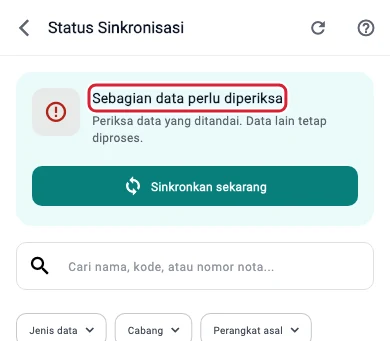 Status Sinkronisasi
Sebagian data perlu diperiksa
Periksa data yang ditandai. Data lain tetap
diproses.
Sinkronkan sekarang
Cari nama, kode, atau nomor nota...
Jenis data
Cabang
Perangkat asal